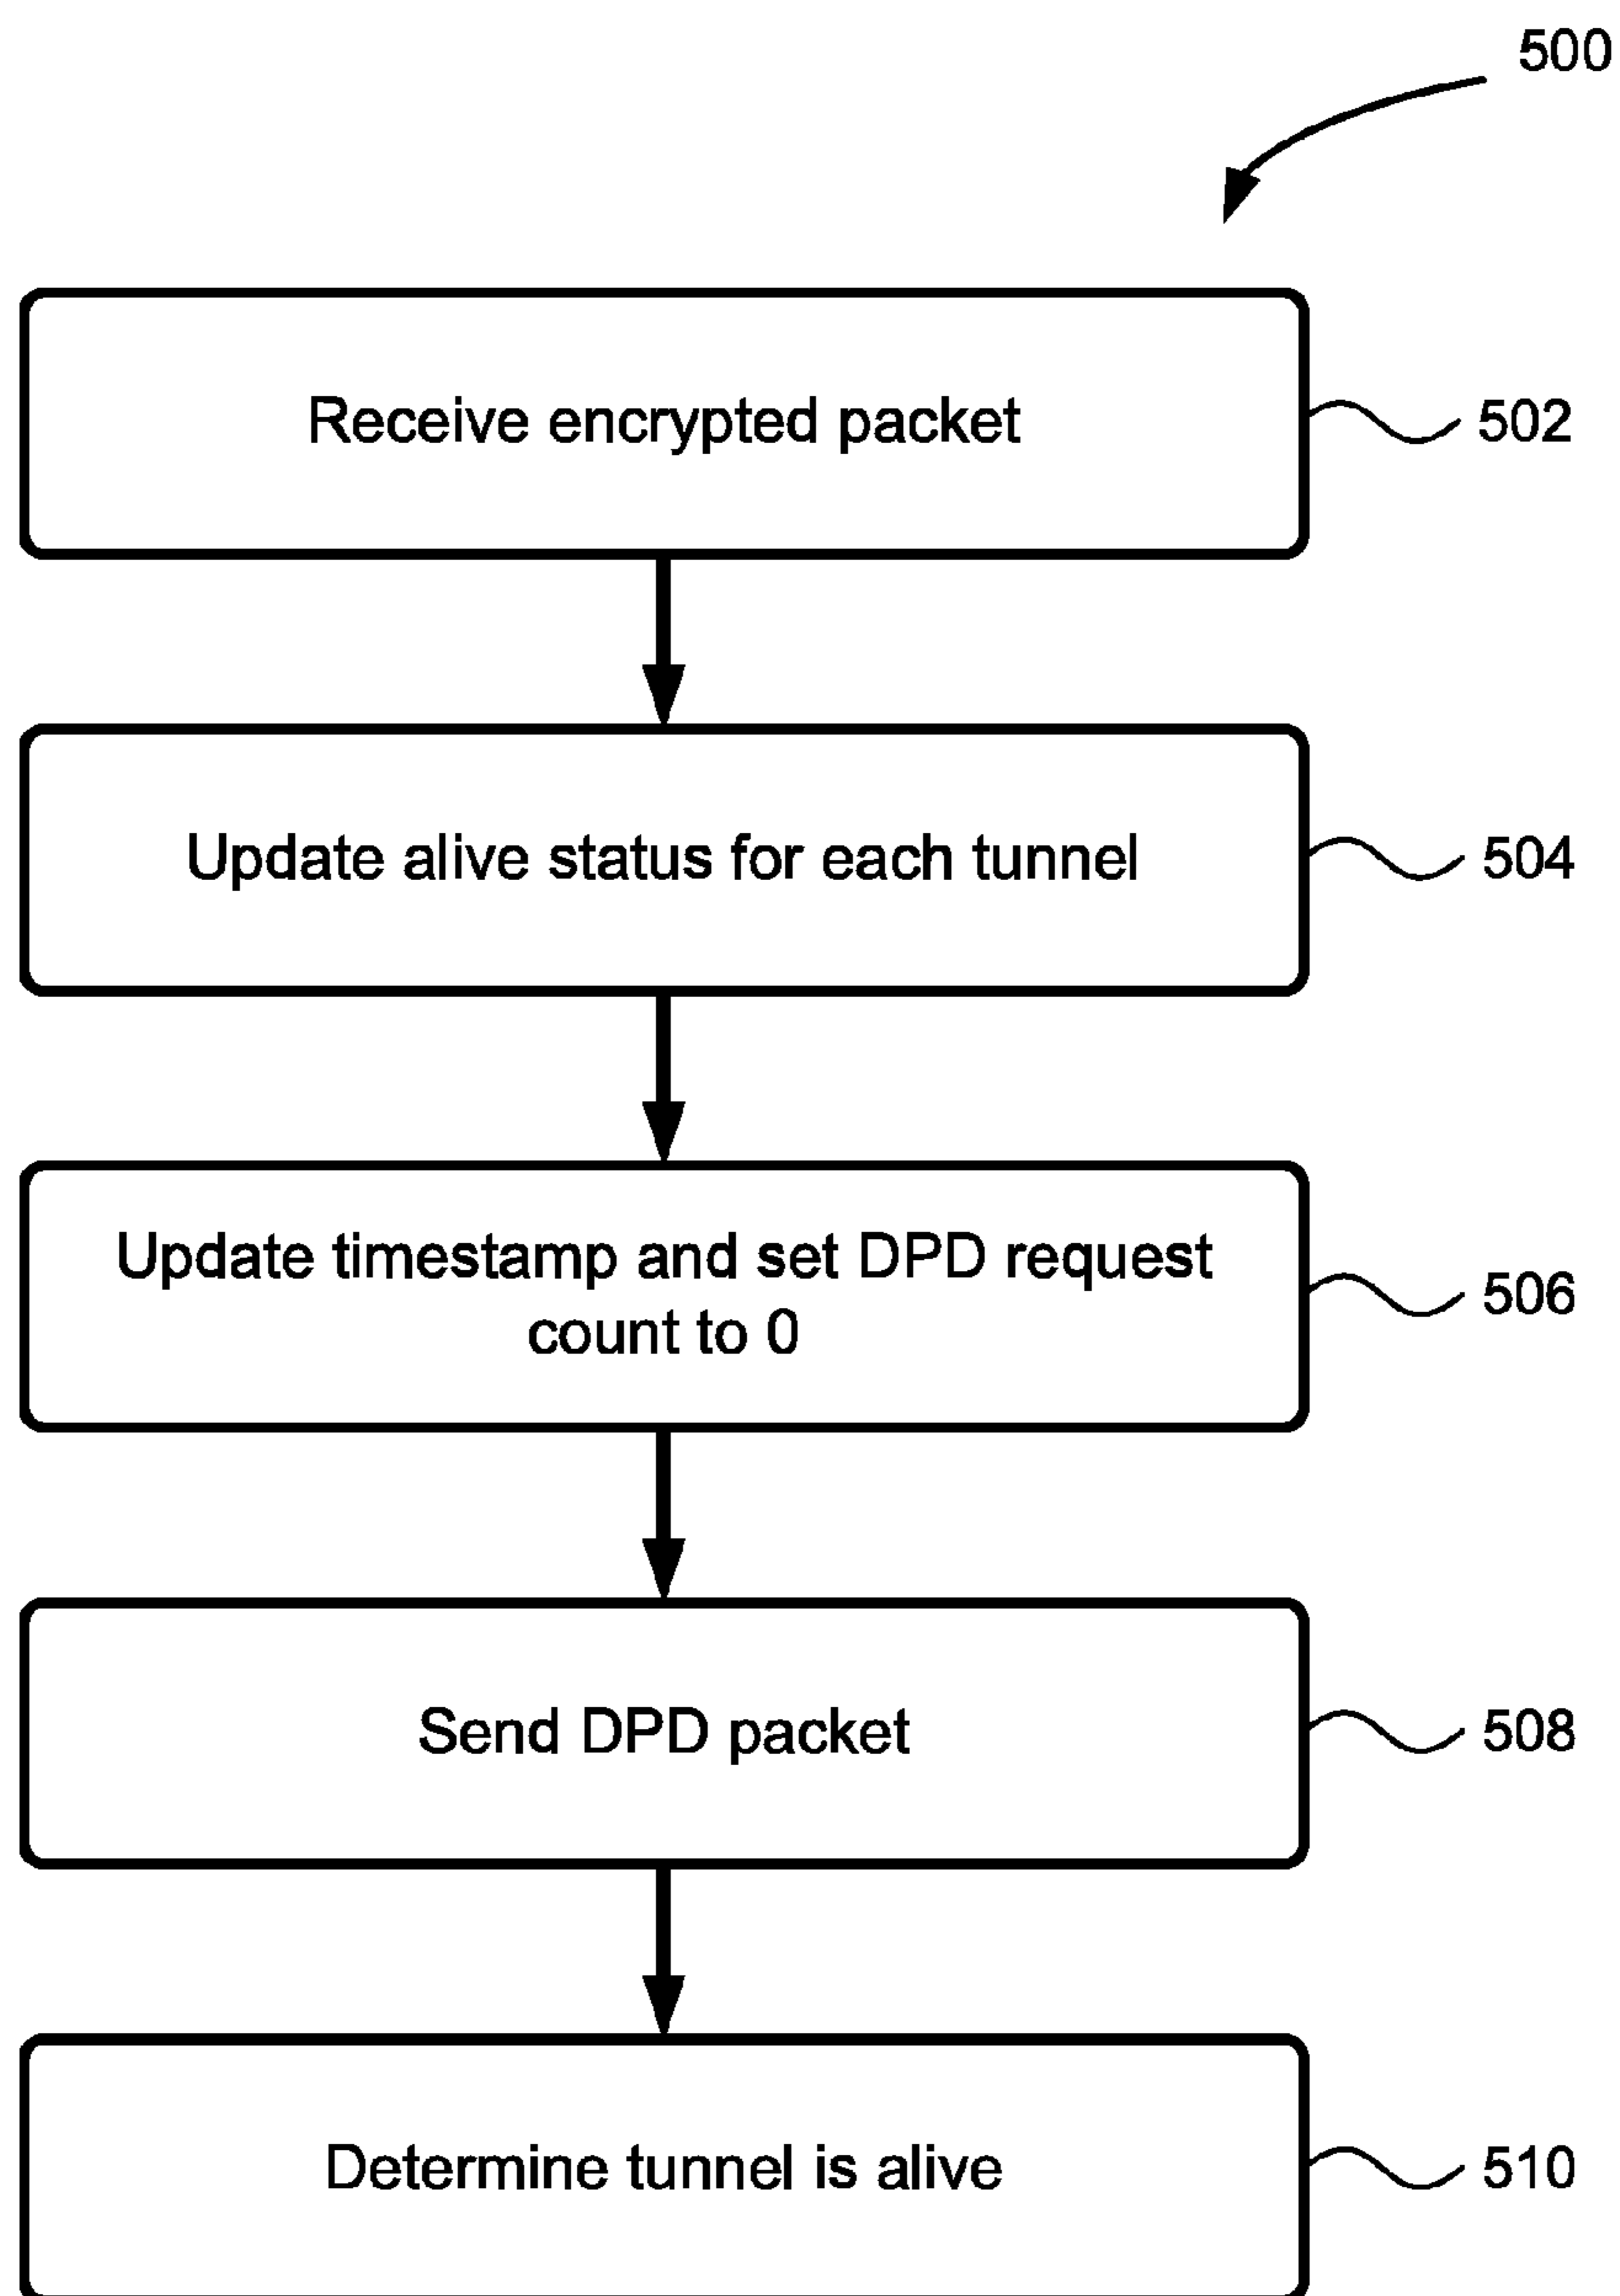 500
Receive encrypted packet
502
Update alive status for each tunnel
504
Update timestamp and set DPD request
count to 0
506
Send DPD packet
508
Determine tunnel is alive
510